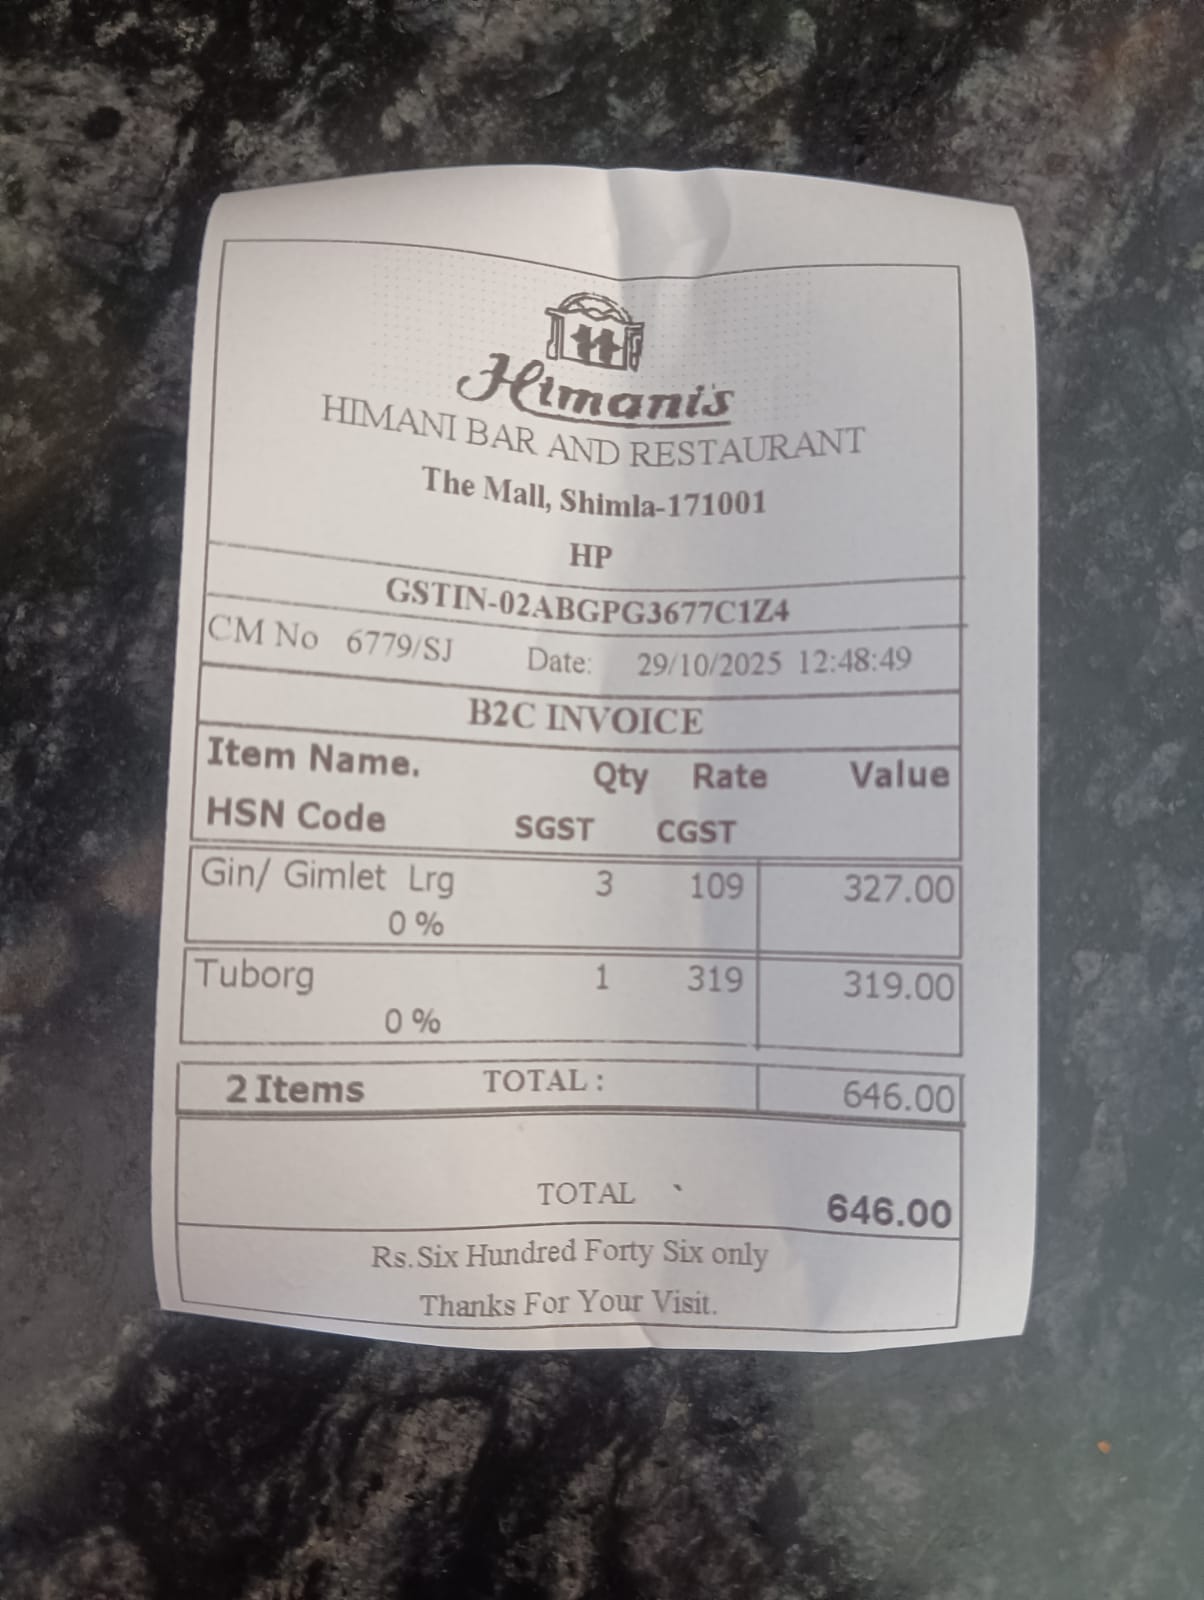 H
Himani's
HIMANI BAR AND RESTAURANT
The Mall, Shimla-171001
HP
GSTIN-02ABGPG3677C1Z4
CM No 6779/SJ Date: 29/10/2025 12:48:49
B2C INVOICE
Item Name. Qty Rate Value
HSN Code SGST CGST
Gin/ Gimlet Lrg 3 109 327.00
0 %
Tuborg 1 319 319.00
0 %
2 Items TOTAL : 646.00
TOTAL ` 646.00
Rs. Six Hundred Forty Six only
Thanks For Your Visit.